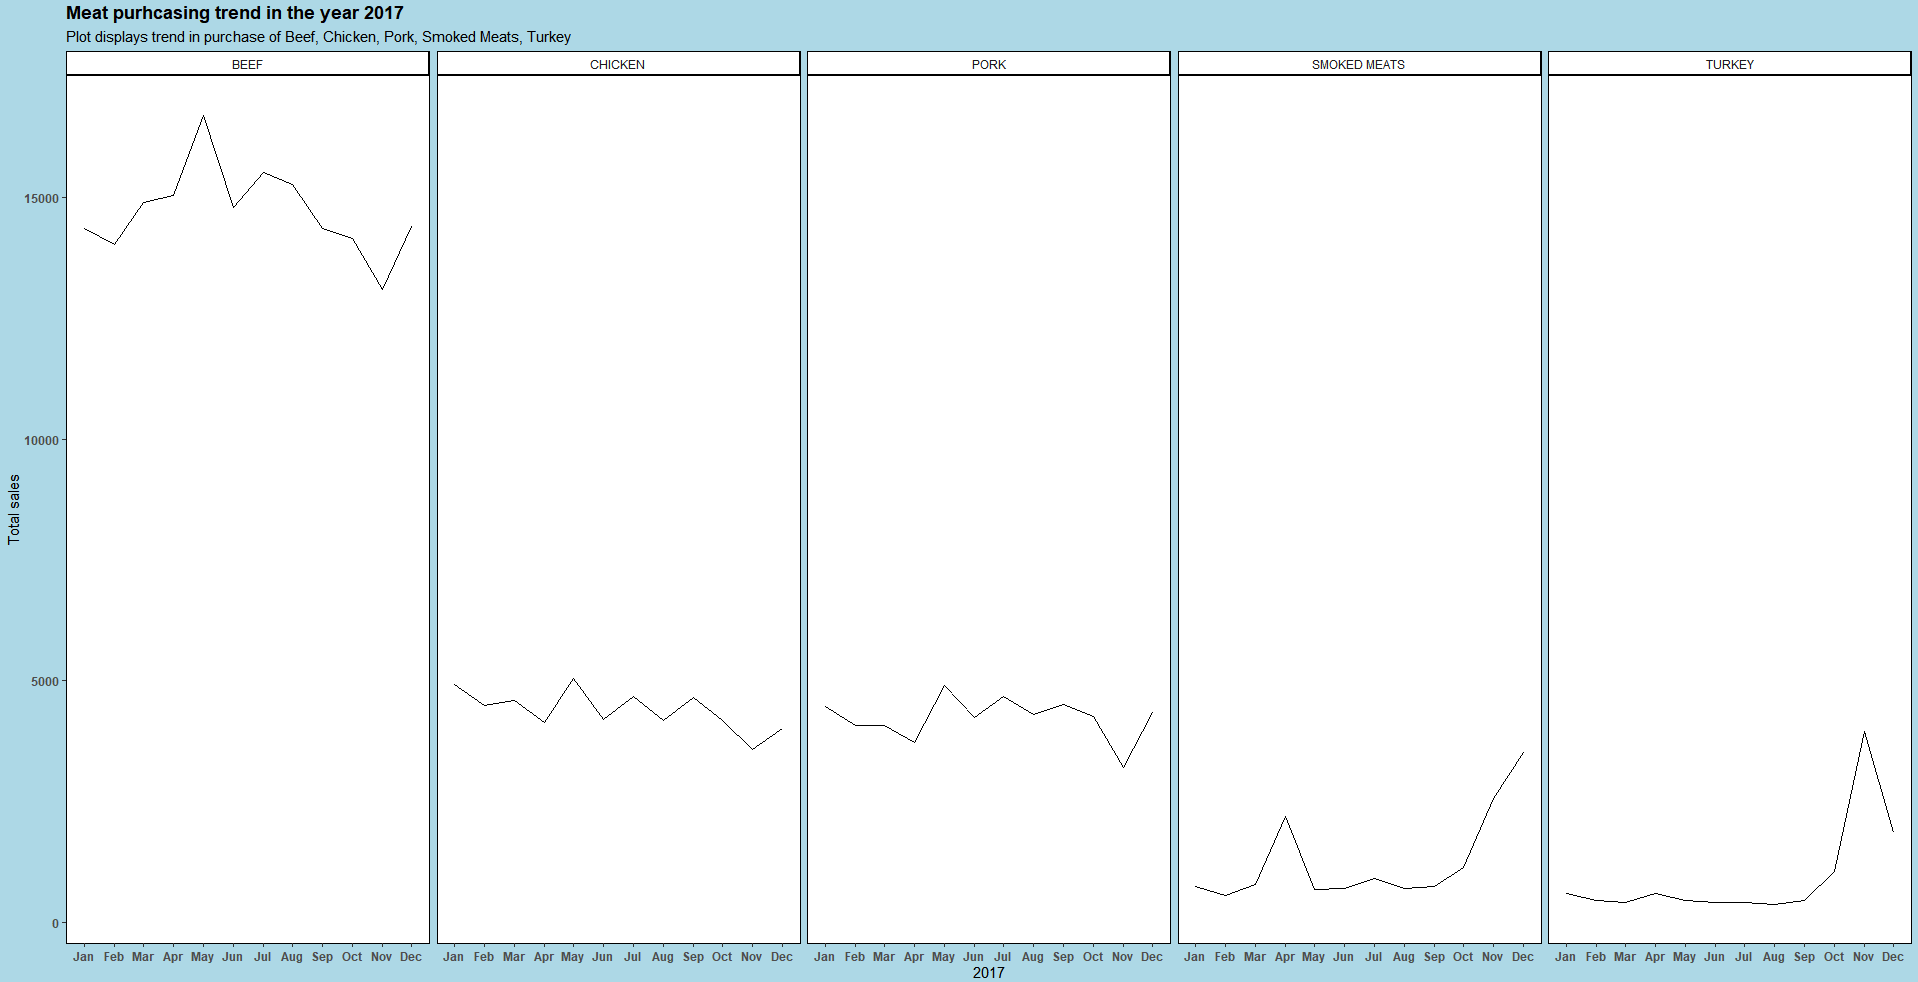 Meat purhcasing trend in the year 2017
Plot displays trend in purchase of Beef, Chicken, Pork, Smoked Meats, Turkey
BEEF
CHICKEN
PORK
SMOKED MEATS
TURKEY
Total sales
15000
10000
5000
0
Jan Feb Mar Apr May Jun Jul Aug Sep Oct Nov Dec
Jan Feb Mar Apr May Jun Jul Aug Sep Oct Nov Dec
Jan Feb Mar Apr May Jun Jul Aug Sep Oct Nov Dec
Jan Feb Mar Apr May Jun Jul Aug Sep Oct Nov Dec
Jan Feb Mar Apr May Jun Jul Aug Sep Oct Nov Dec
2017